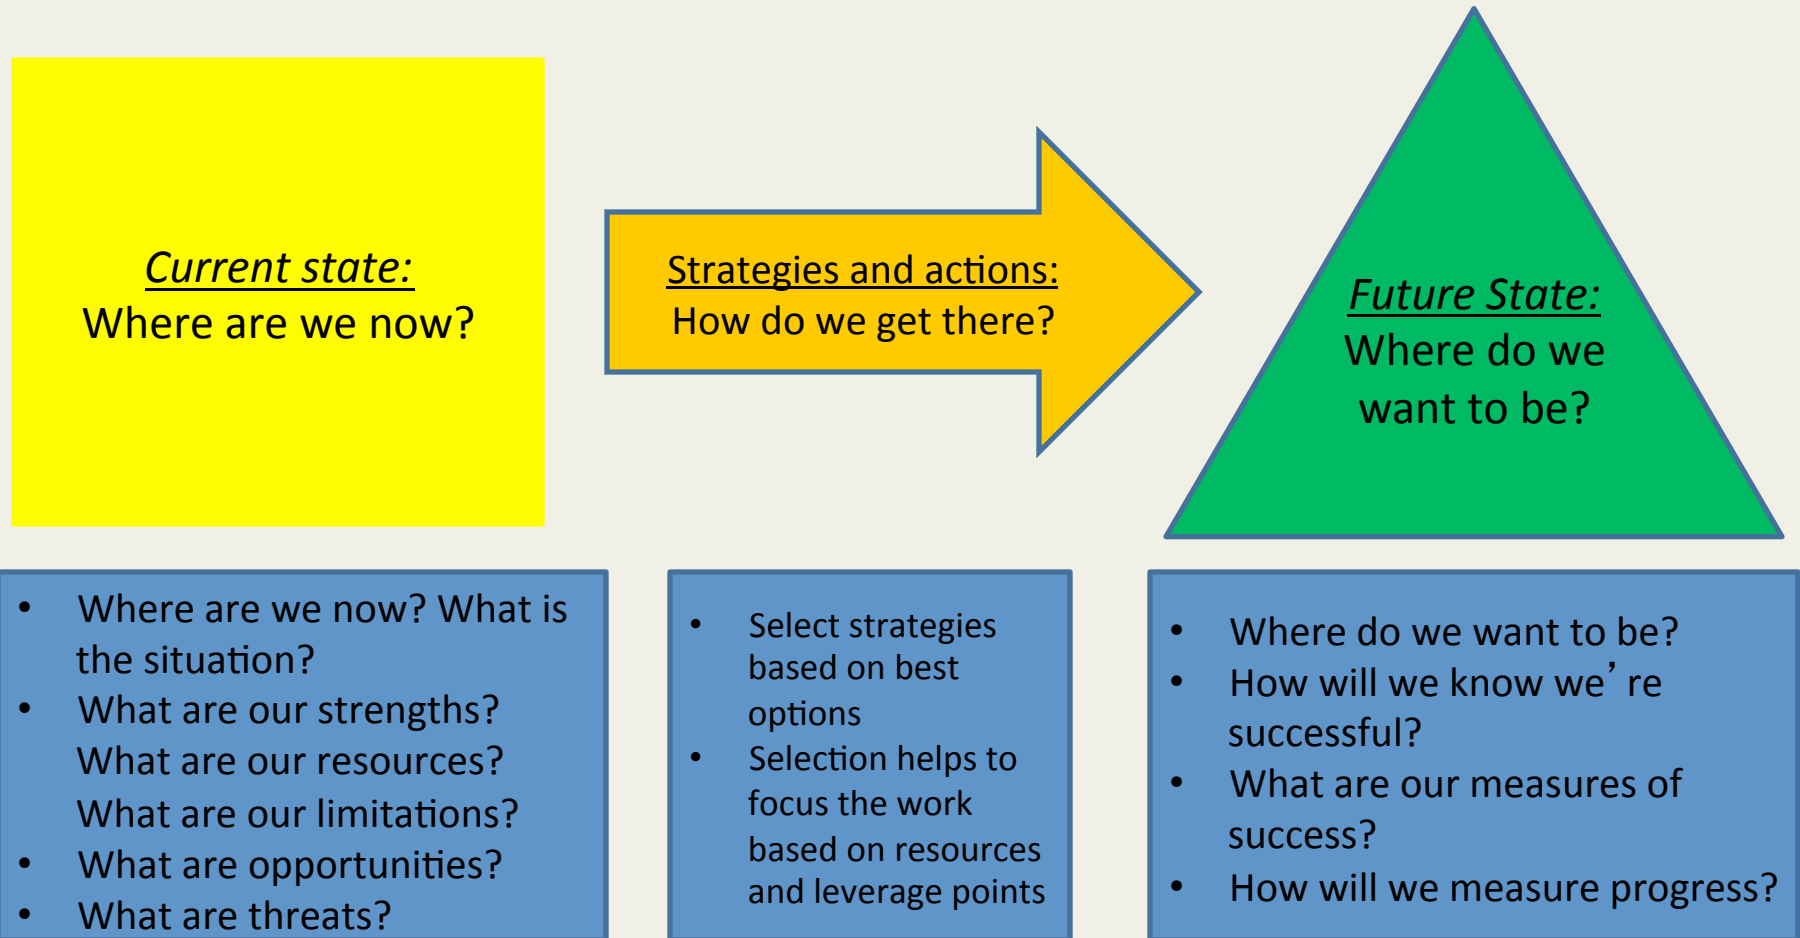 Current state:
Where are we now?
Strategies and actions:
How do we get there?
Future State:
Where do we
want to be?
• Where are we now? What is
the situation?
• What are our strengths?
What are our resources?
What are our limitations?
• What are opportunities?
• What are threats?
• Select strategies
based on best
options
• Selection helps to
focus the work
based on resources
and leverage points
• Where do we want to be?
• How will we know we’ re
successful?
• What are our measures of
success?
• How will we measure progress?